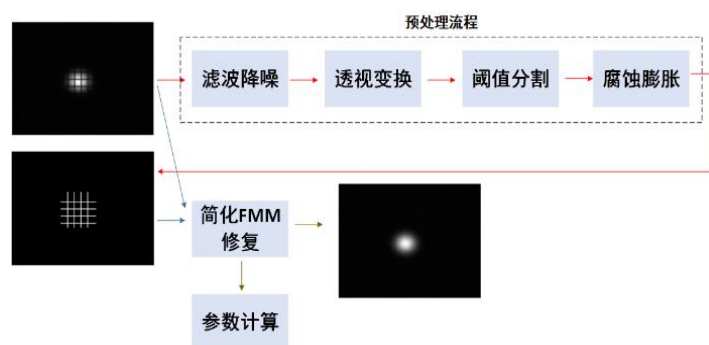 预处理流程
滤波降噪
透视变换
阈值分割
腐蚀膨胀
简化FMM
修复
参数计算